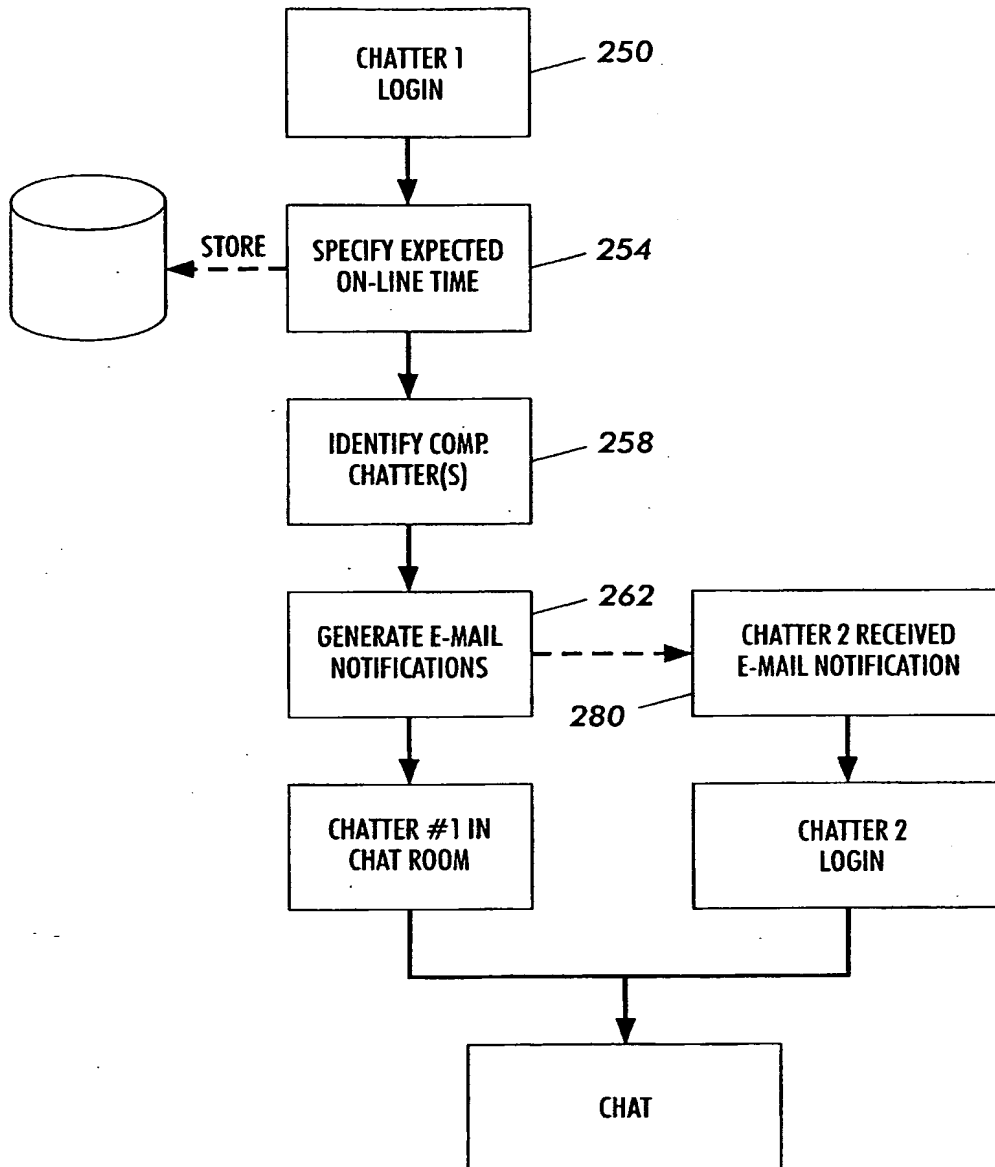 CHATTER 1
LOGIN
250
STORE
SPECIFY EXPECTED
ON-LINE TIME
254
IDENTIFY COMP.
CHATTER(S)
258
262
GENERATE E-MAIL
NOTIFICATIONS
CHATTER 2 RECEIVED
E-MAIL NOTIFICATION
280
CHATTER #1 IN
CHAT ROOM
CHATTER 2
LOGIN
CHAT